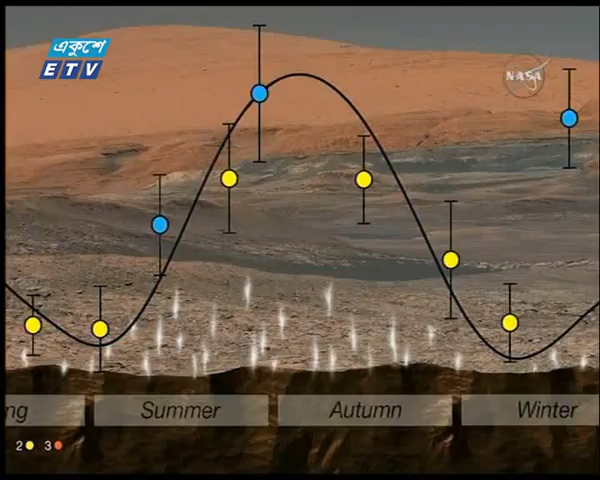 একুশে
ETV
NASA
ng
Summer
Autumn
Winter
2
3